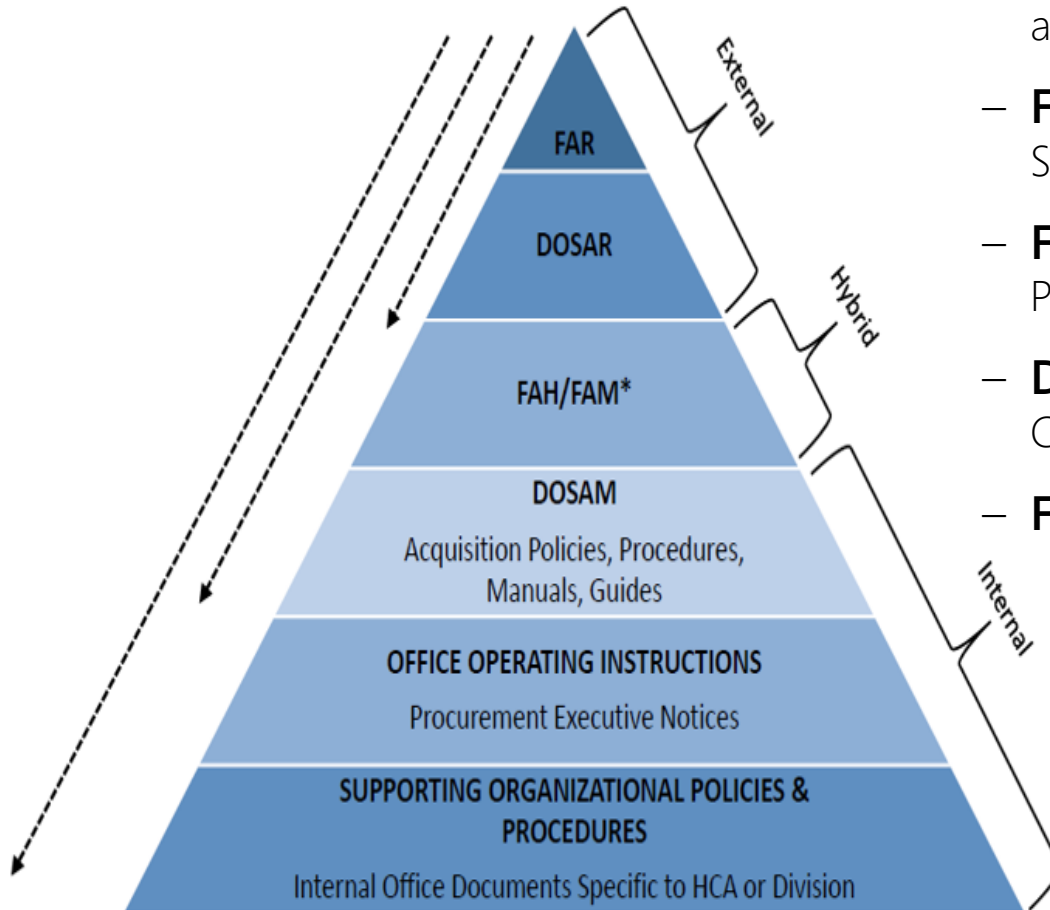 FAR
DOSAR
FAH/FAM*
DOSAM
Acquisition Policies, Procedures,
Manuals, Guides
OFFICE OPERATING INSTRUCTIONS
Procurement Executive Notices
SUPPORTING ORGANIZATIONAL POLICIES &
PROCEDURES
Internal Office Documents Specific to HCA or Division
External
Hybrid
Internal
a
– F
S
– F
P
– D
– F